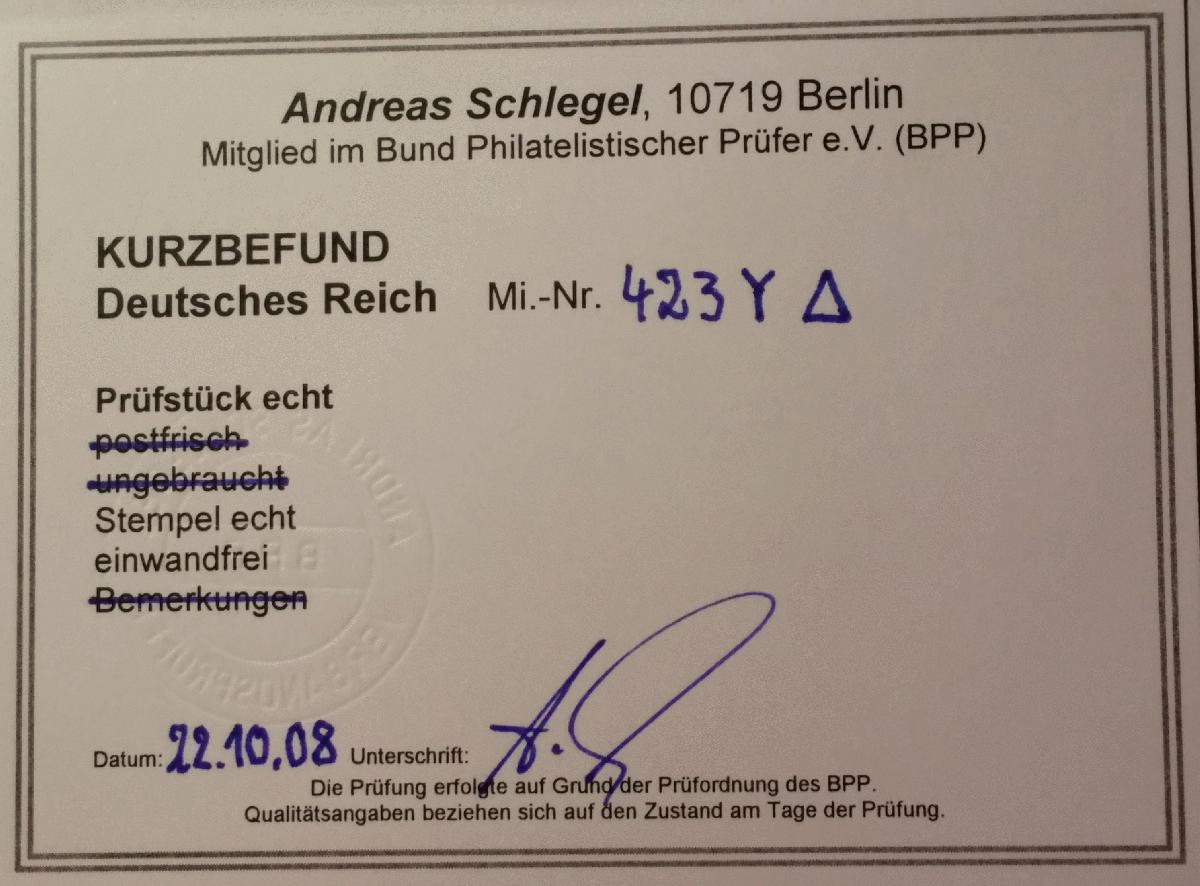 Andreas Schlegel, 10719 Berlin
Mitglied im Bund Philatelistischer Prüfer e.V. (BPP)
KURZBEFUND
Deutsches Reich Mi.-Nr. 423 Y Δ
Prüfstück echt
postfrisch
ungebraucht
Stempel echt
einwandfrei
Bemerkungen
Datum: 22.10.08 Unterschrift:
Die Prüfung erfolgte auf Grund der Prüfordnung des BPP.
Qualitätsangaben beziehen sich auf den Zustand am Tage der Prüfung.